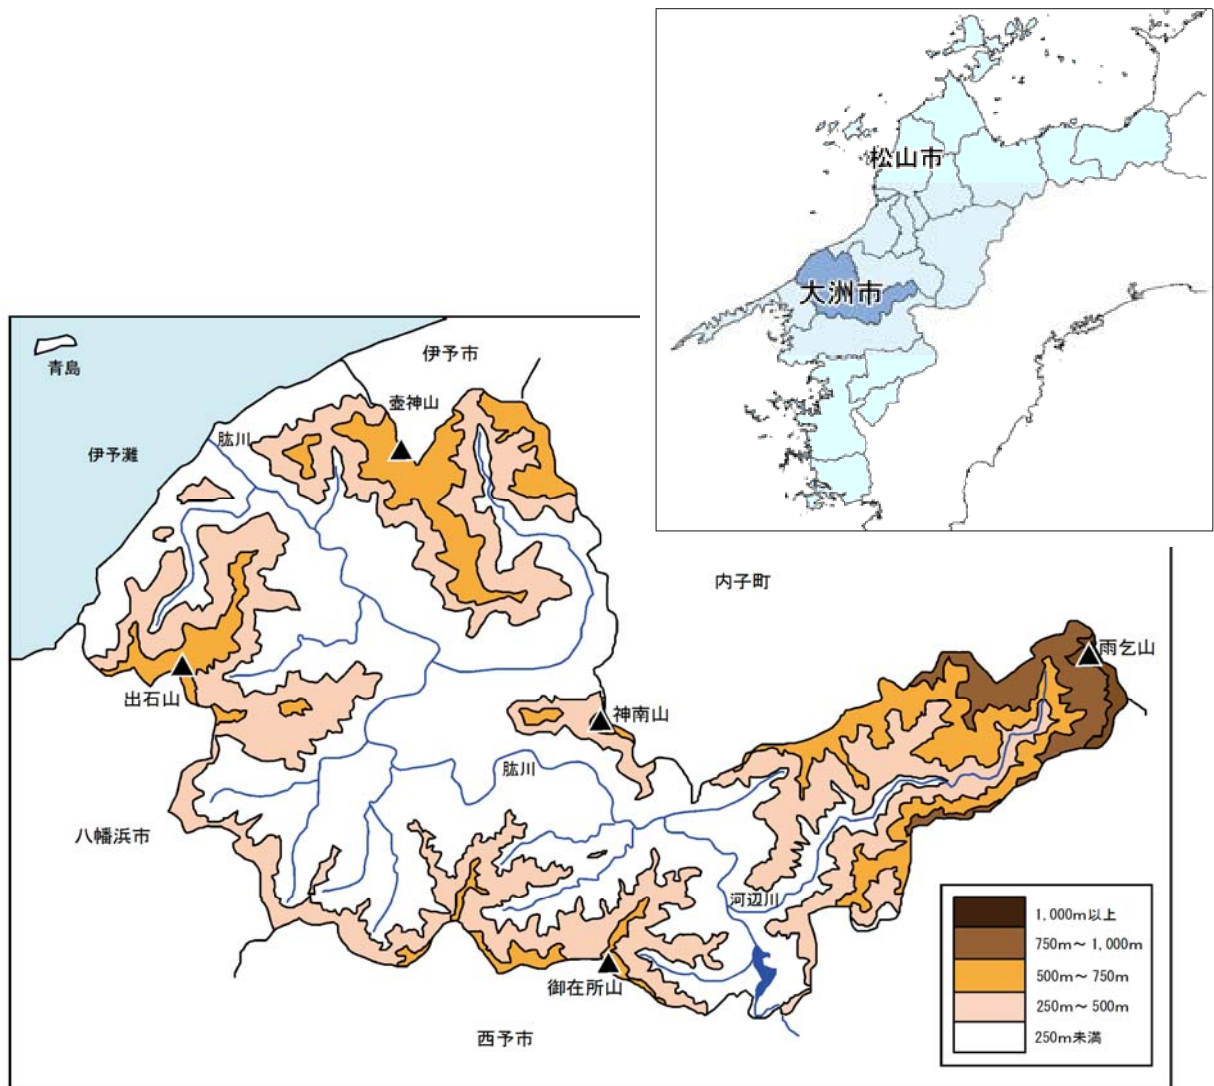 松山市
大洲市
青島
伊予市
壺神山
肱川
伊予灘
内子町
雨乞山
出石山
神南山
肱川
八幡浜市
河辺川
御在所山
西予市
1,000m以上
750m～1,000m
500m～750m
250m～500m
250m未満